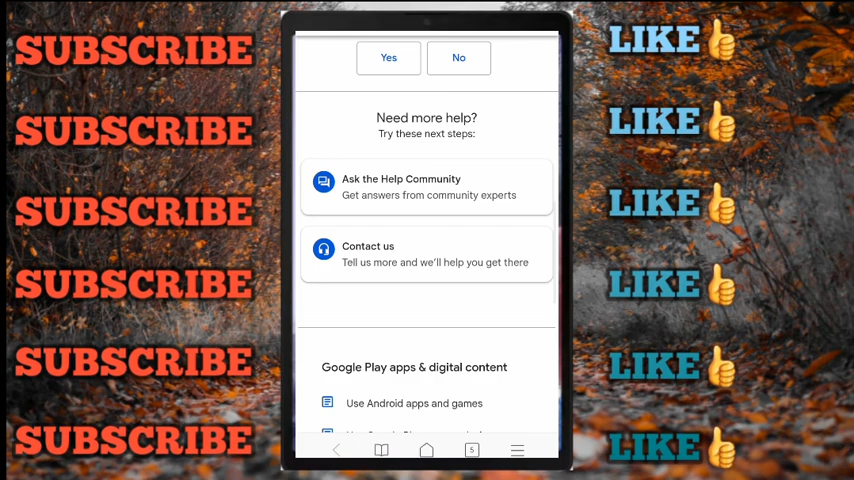 SUBSCRIBE
SUBSCRIBE
SUBSCRIBE
SUBSCRIBE
SUBSCRIBE
SUBSCRIBE
Yes
No
Need more help?
Try these next steps:
Ask the Help Community
Get answers from community experts
Contact us
Tell us more and we'll help you get there
Google Play apps & digital content
Use Android apps and games
5
LIKE
LIKE
LIKE
LIKE
LIKE
LIKE